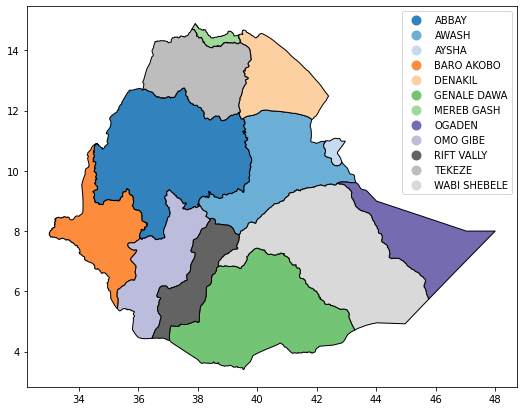 ABBAY
AWASH
AYSHA
BARO AKOBO
DENAKIL
GENALE DAWA
MEREB GASH
OGADEN
OMO GIBE
RIFT VALLY
TEKEZE
WABI SHEBELE
14
12
10
8
6
4
34 36 38 40 42 44 46 48